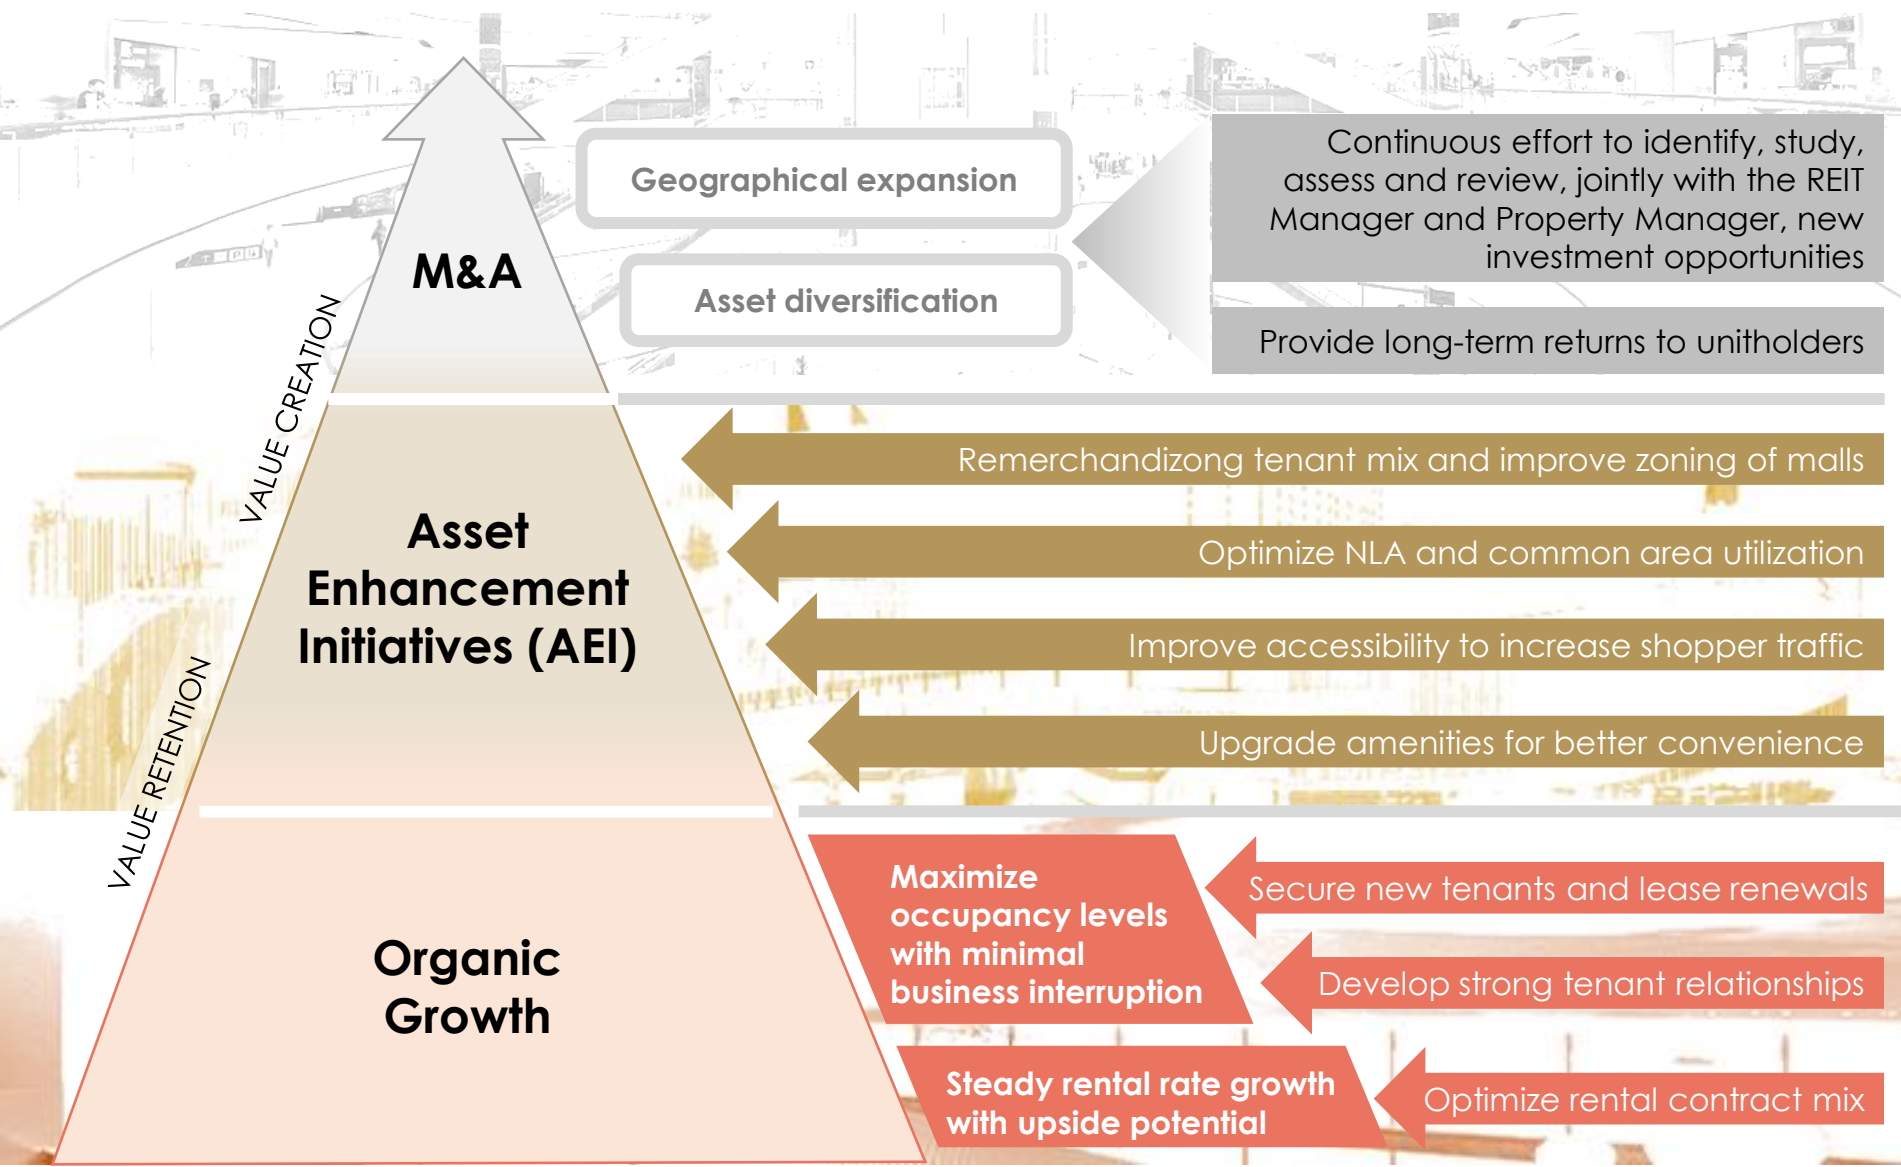 M&A
Geographical expansion
Asset diversification
Continuous effort to identify, study,
assess and review, jointly with the REIT
Manager and Property Manager, new
investment opportunities
Provide long-term returns to unitholders
VALUE CREATION
Asset
Enhancement
Initiatives (AEI)
Remerchandizong tenant mix and improve zoning of malls
Optimize NLA and common area utilization
Improve accessibility to increase shopper traffic
Upgrade amenities for better convenience
VALUE RETENTION
Organic
Growth
Maximize
occupancy levels
with minimal
business interruption
Secure new tenants and lease renewals
Develop strong tenant relationships
Steady rental rate growth
with upside potential
Optimize rental contract mix